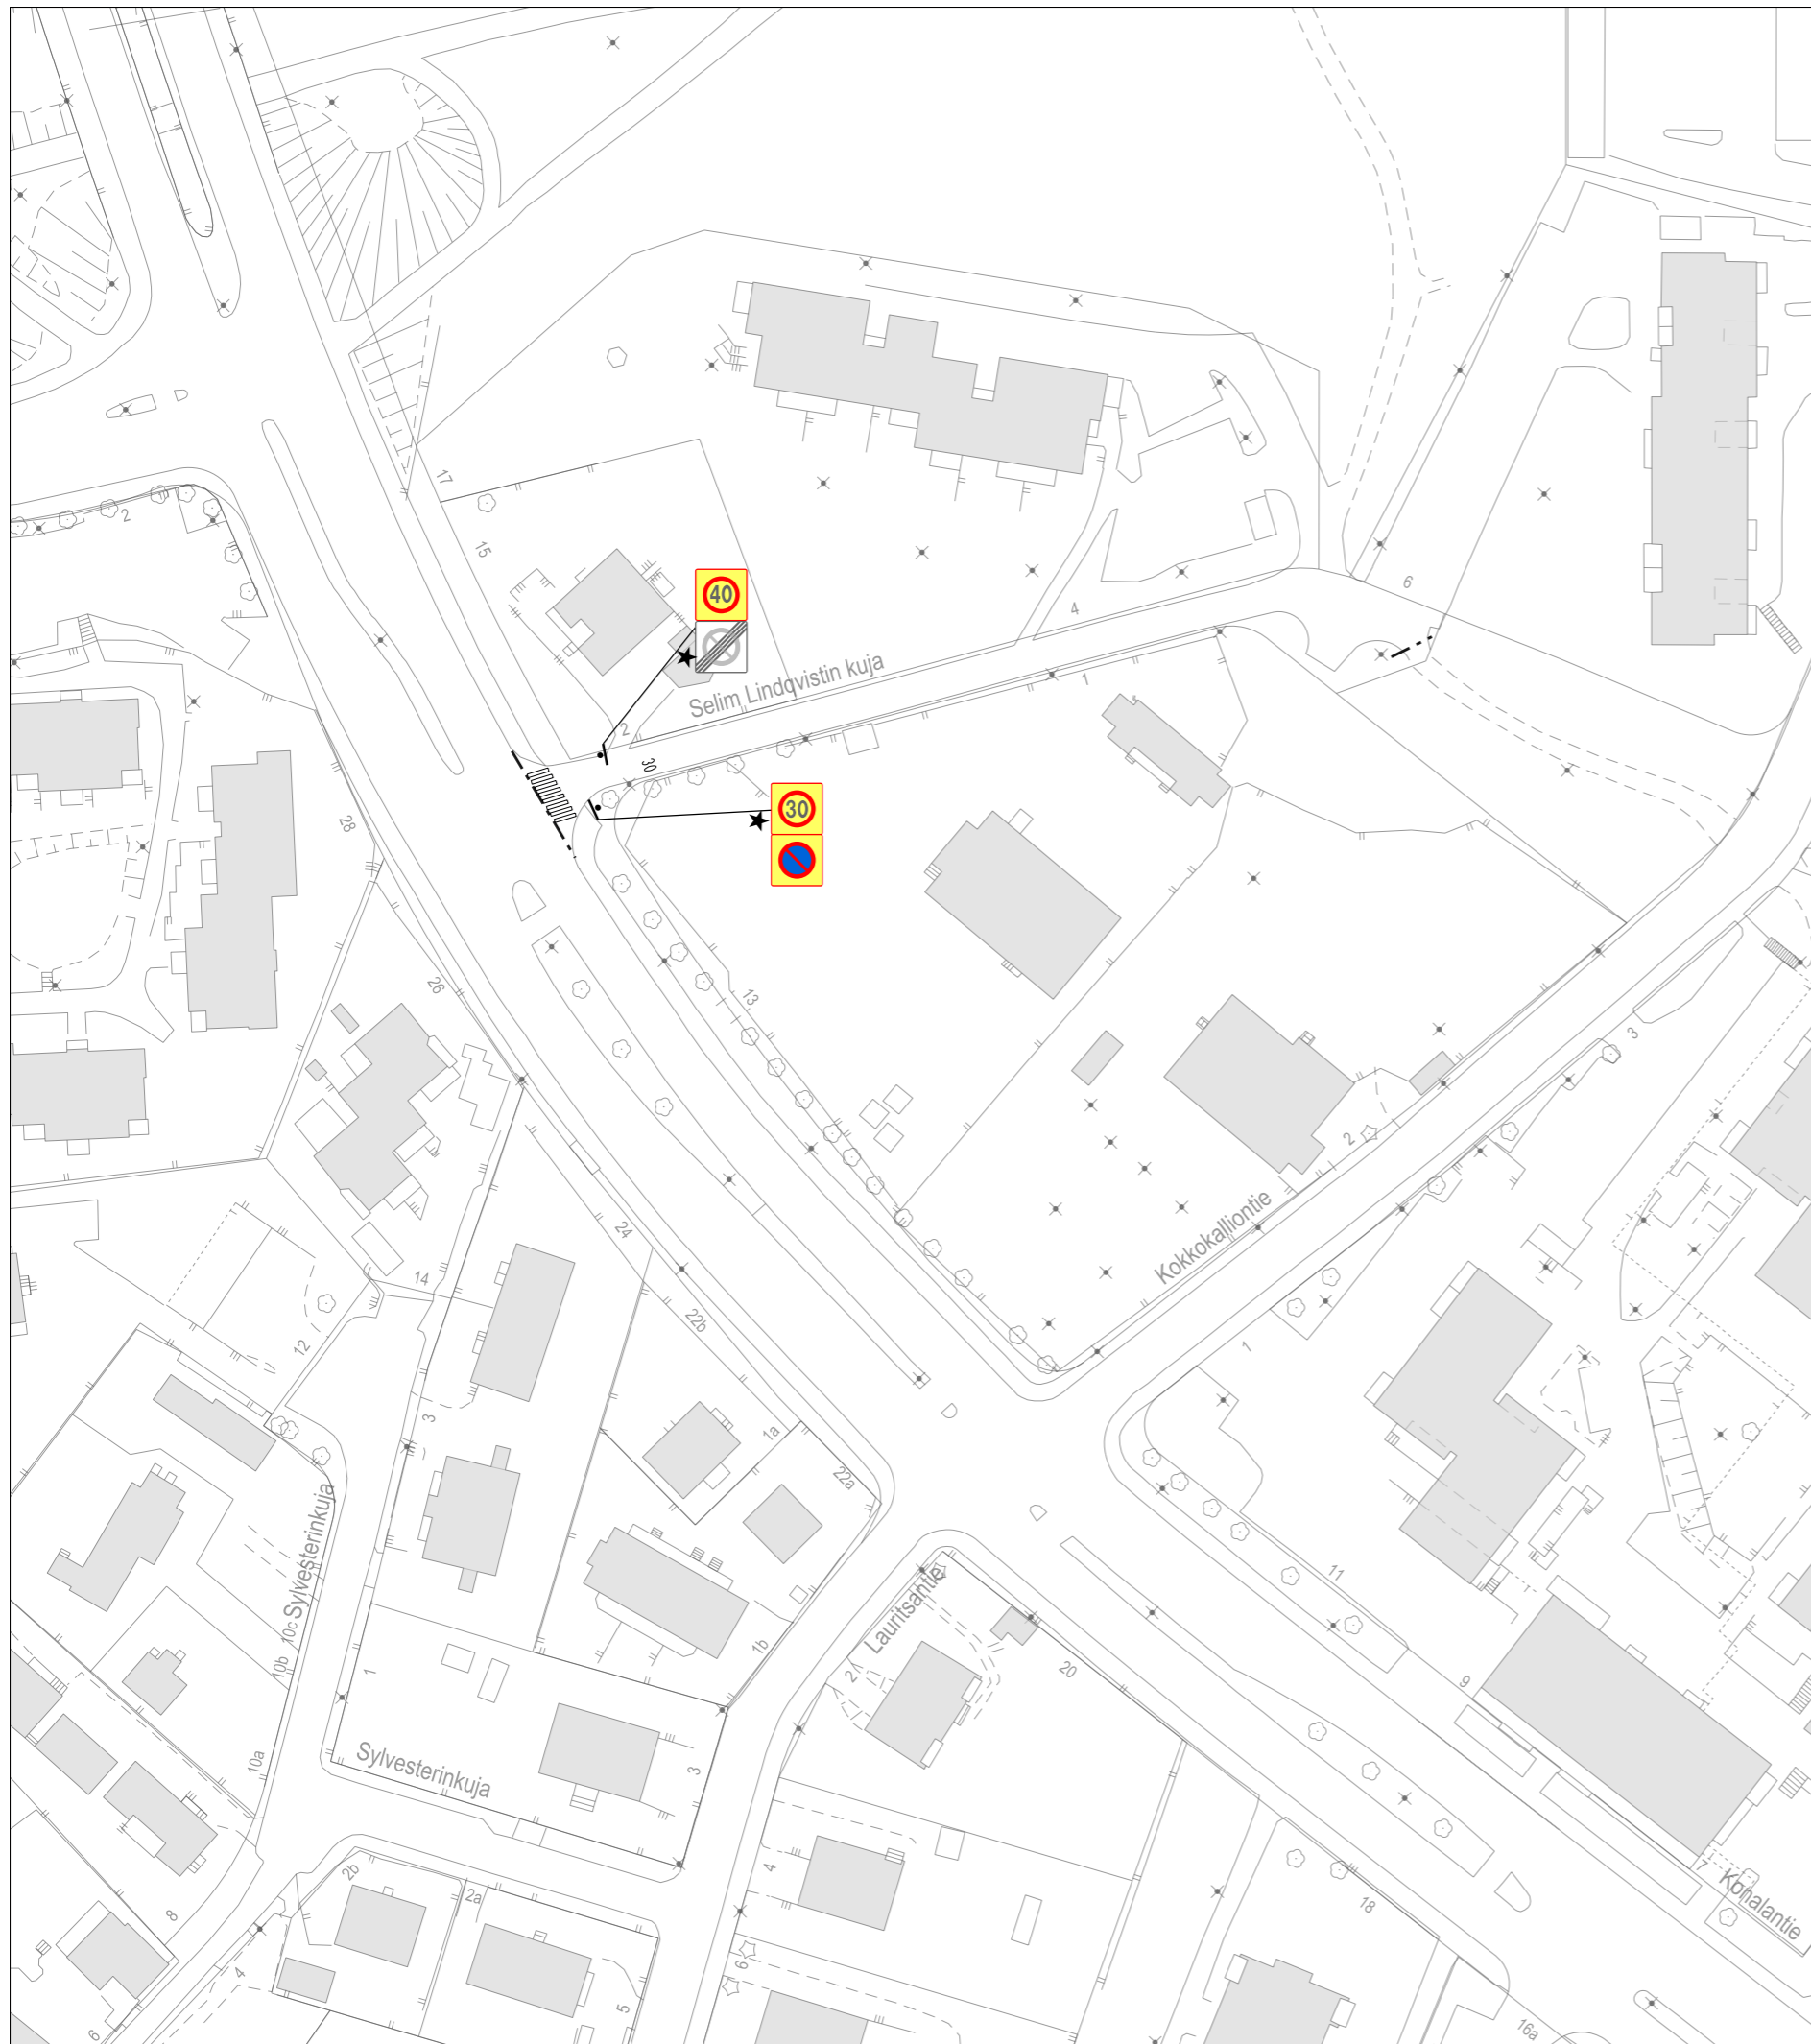 17
2
15
40
6
4
Selim Lindqvistin kuja
1
2
30
30
28
26
13
3
2
24
Kokkokalliontie
14
22b
12
1
3
1a
22a
Sylvesterinkuja
10c
11
Lauritsantie
1b
10b
1
2
20
9
10a
Sylvesterinkuja
3
4
7
Konalantie
2b
2a
18
8
4
6
5
6
16a